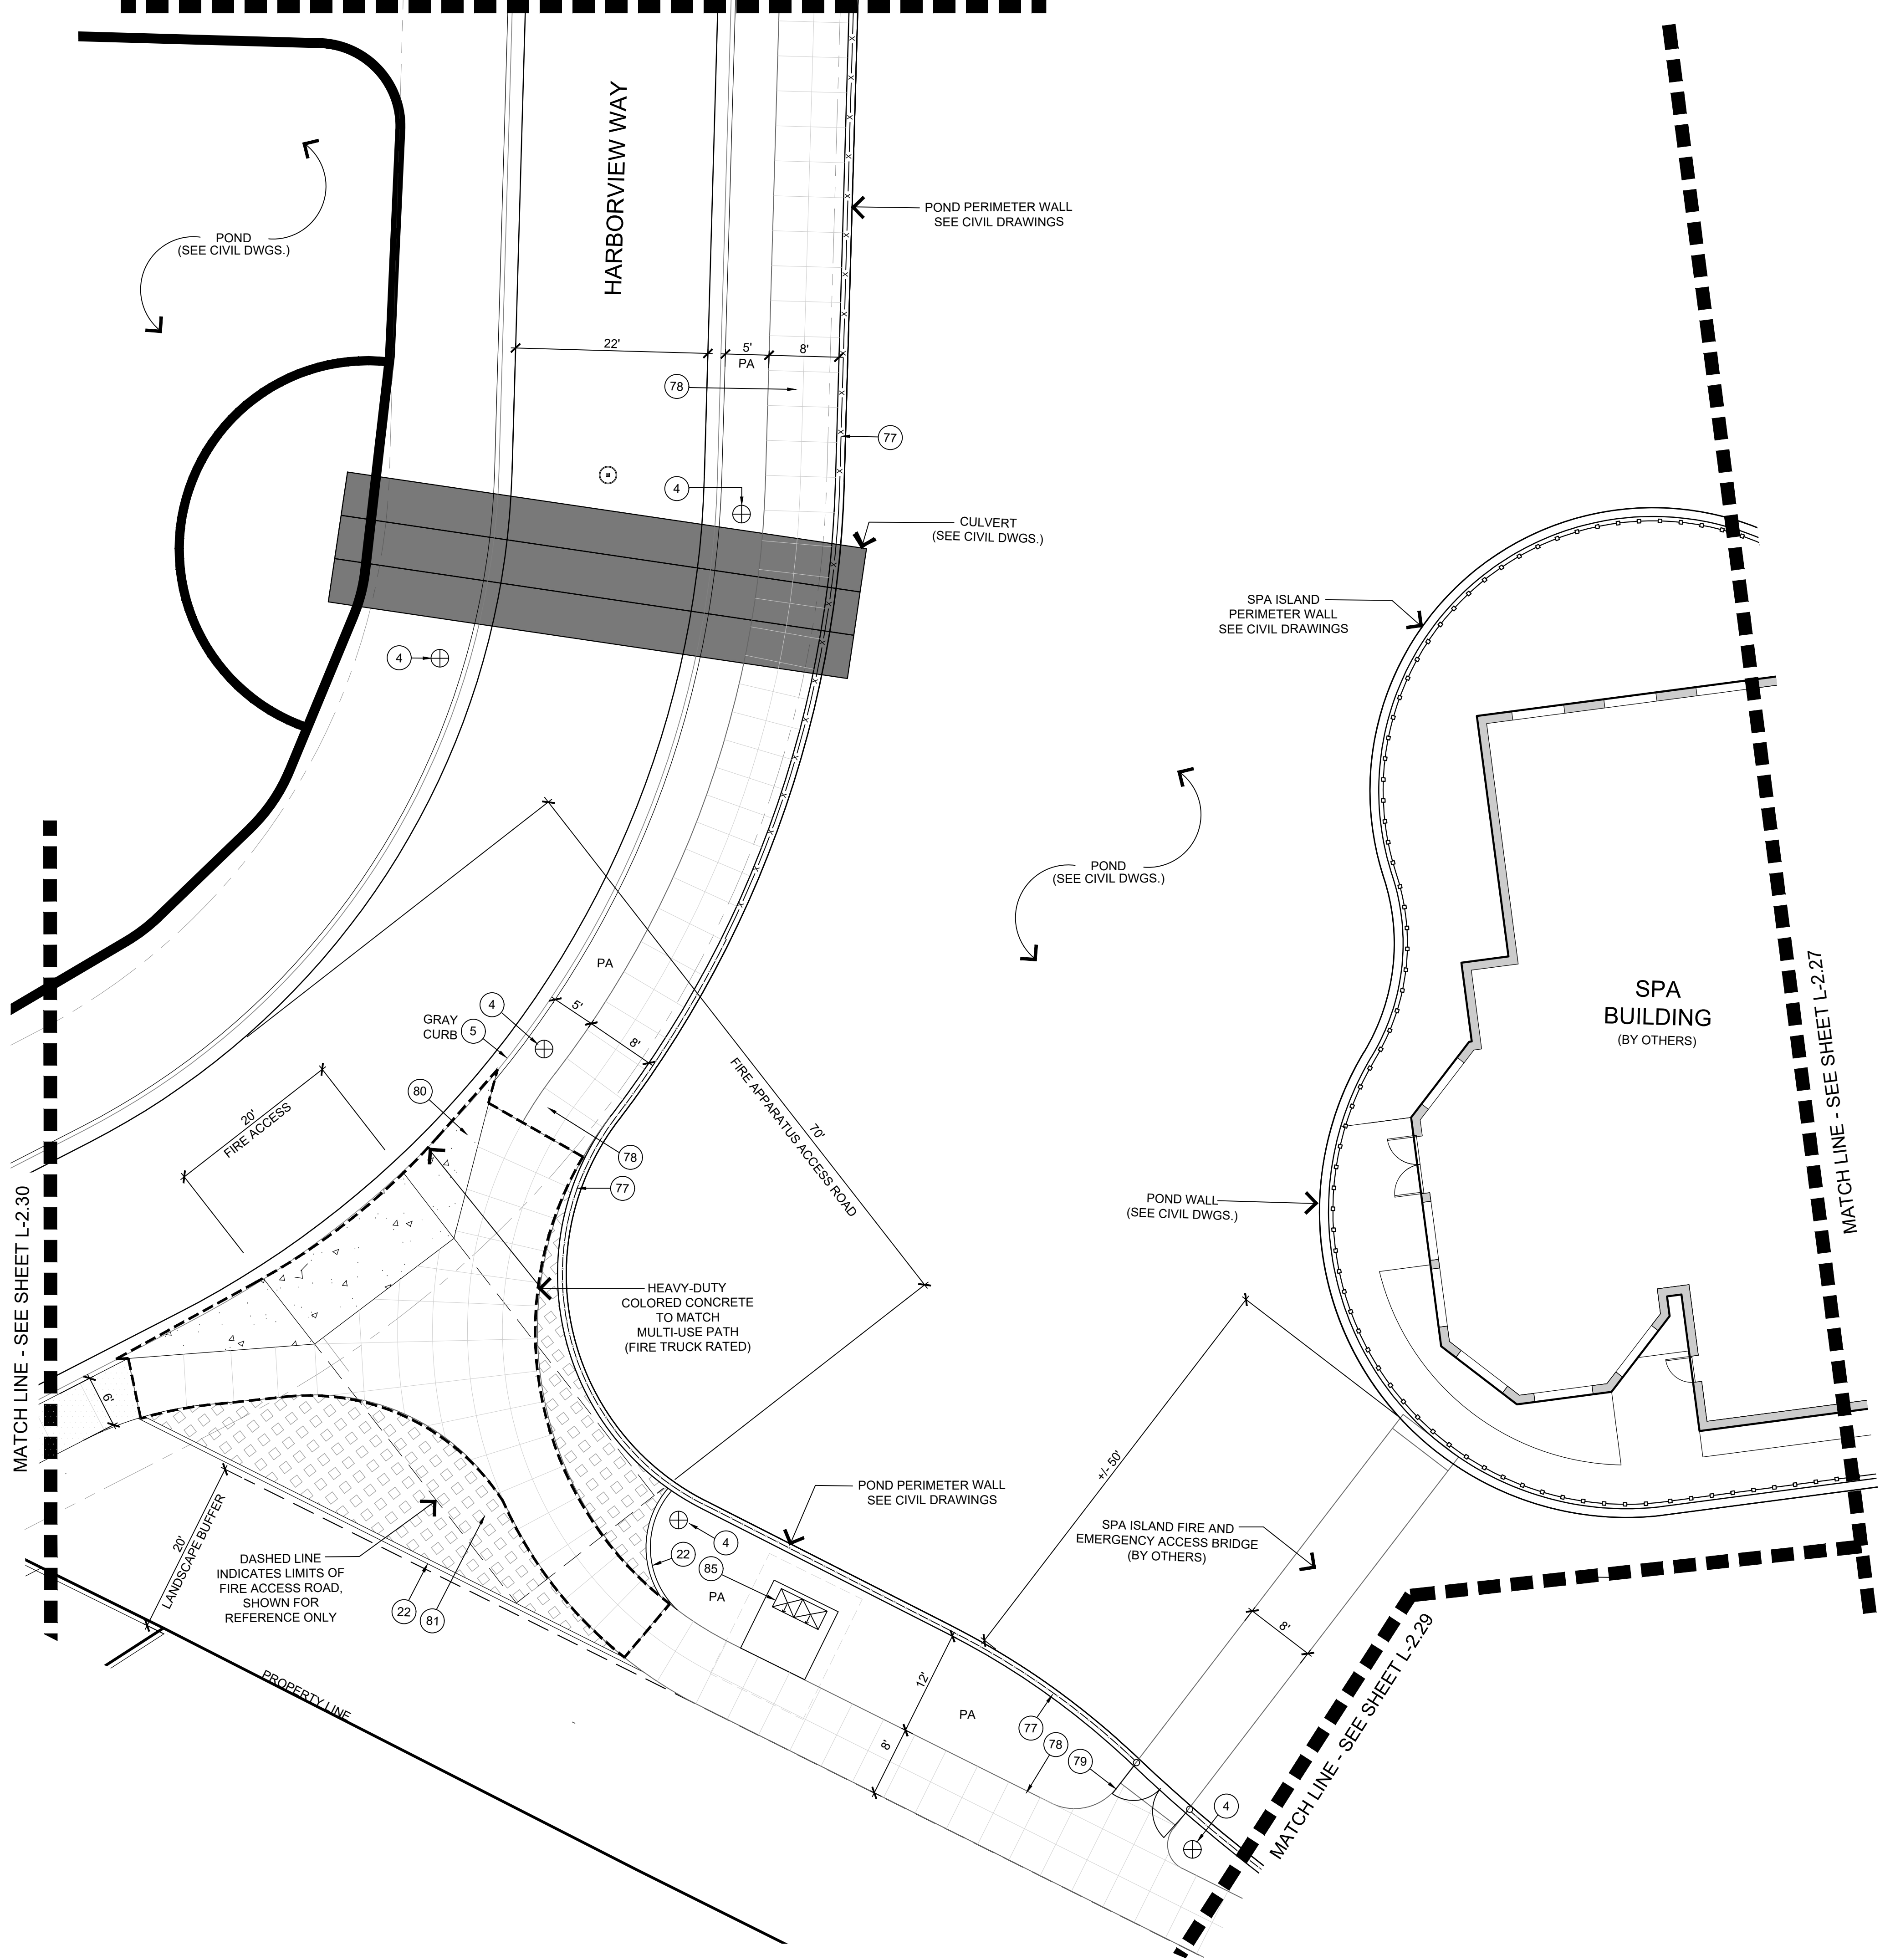 HARBORVIEW WAY
POND PERIMETER WALL
SEE CIVIL DRAWINGS
POND
(SEE CIVIL DWGS.)
22'
5'
PA
8'
78
77
4
CULVERT
(SEE CIVIL DWGS.)
SPA ISLAND
PERIMETER WALL
SEE CIVIL DRAWINGS
4
POND
(SEE CIVIL DWGS.)
PA
SPA
BUILDING
(BY OTHERS)
MATCH LINE - SEE SHEET L-2.27
4
GRAY
CURB
5
5'
8'
80
20'
FIRE ACCESS
70'
FIRE APPARATUS ACCESS ROAD
78
77
POND WALL
(SEE CIVIL DWGS.)
MATCH LINE - SEE SHEET L-2.30
HEAVY-DUTY
COLORED CONCRETE
TO MATCH
MULTI-USE PATH
(FIRE TRUCK RATED)
6'
+/- 50'
POND PERIMETER WALL
SEE CIVIL DRAWINGS
20'
LANDSCAPE BUFFER
DASHED LINE
INDICATES LIMITS OF
FIRE ACCESS ROAD,
SHOWN FOR
REFERENCE ONLY
22
81
4
22
85
PA
SPA ISLAND FIRE AND
EMERGENCY ACCESS BRIDGE
(BY OTHERS)
8'
PROPERTY LINE
12'
8'
PA
77
78
79
4
MATCH LINE - SEE SHEET L-2.29